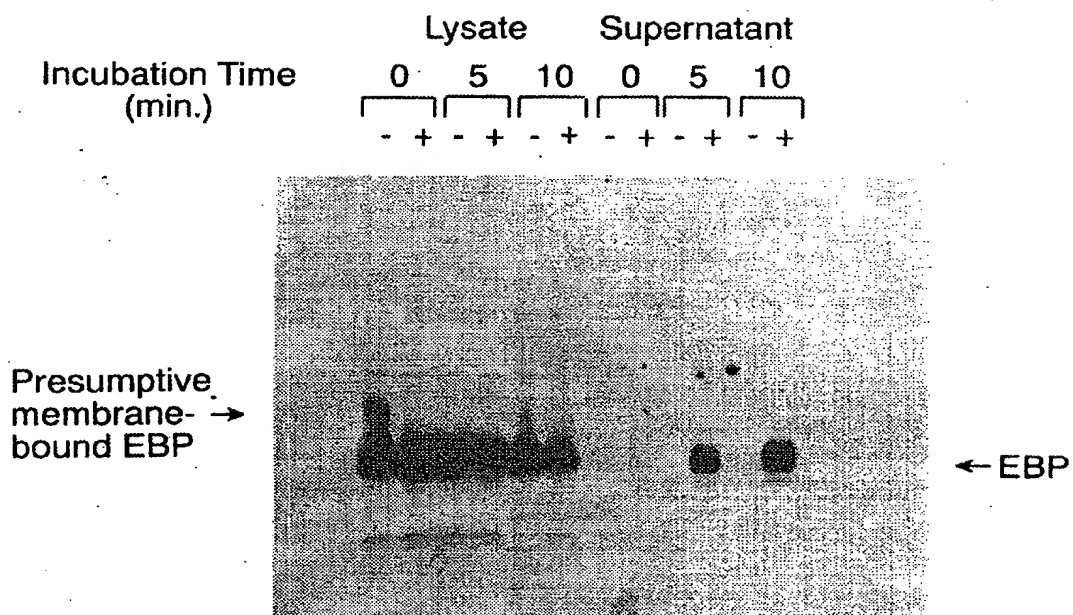 Lysate Supernatant
Incubation Time 0 5 10 0 5 10
(min.)
- + - + - + - + - + - +
Presumptive
membrane- →
bound EBP
← EBP